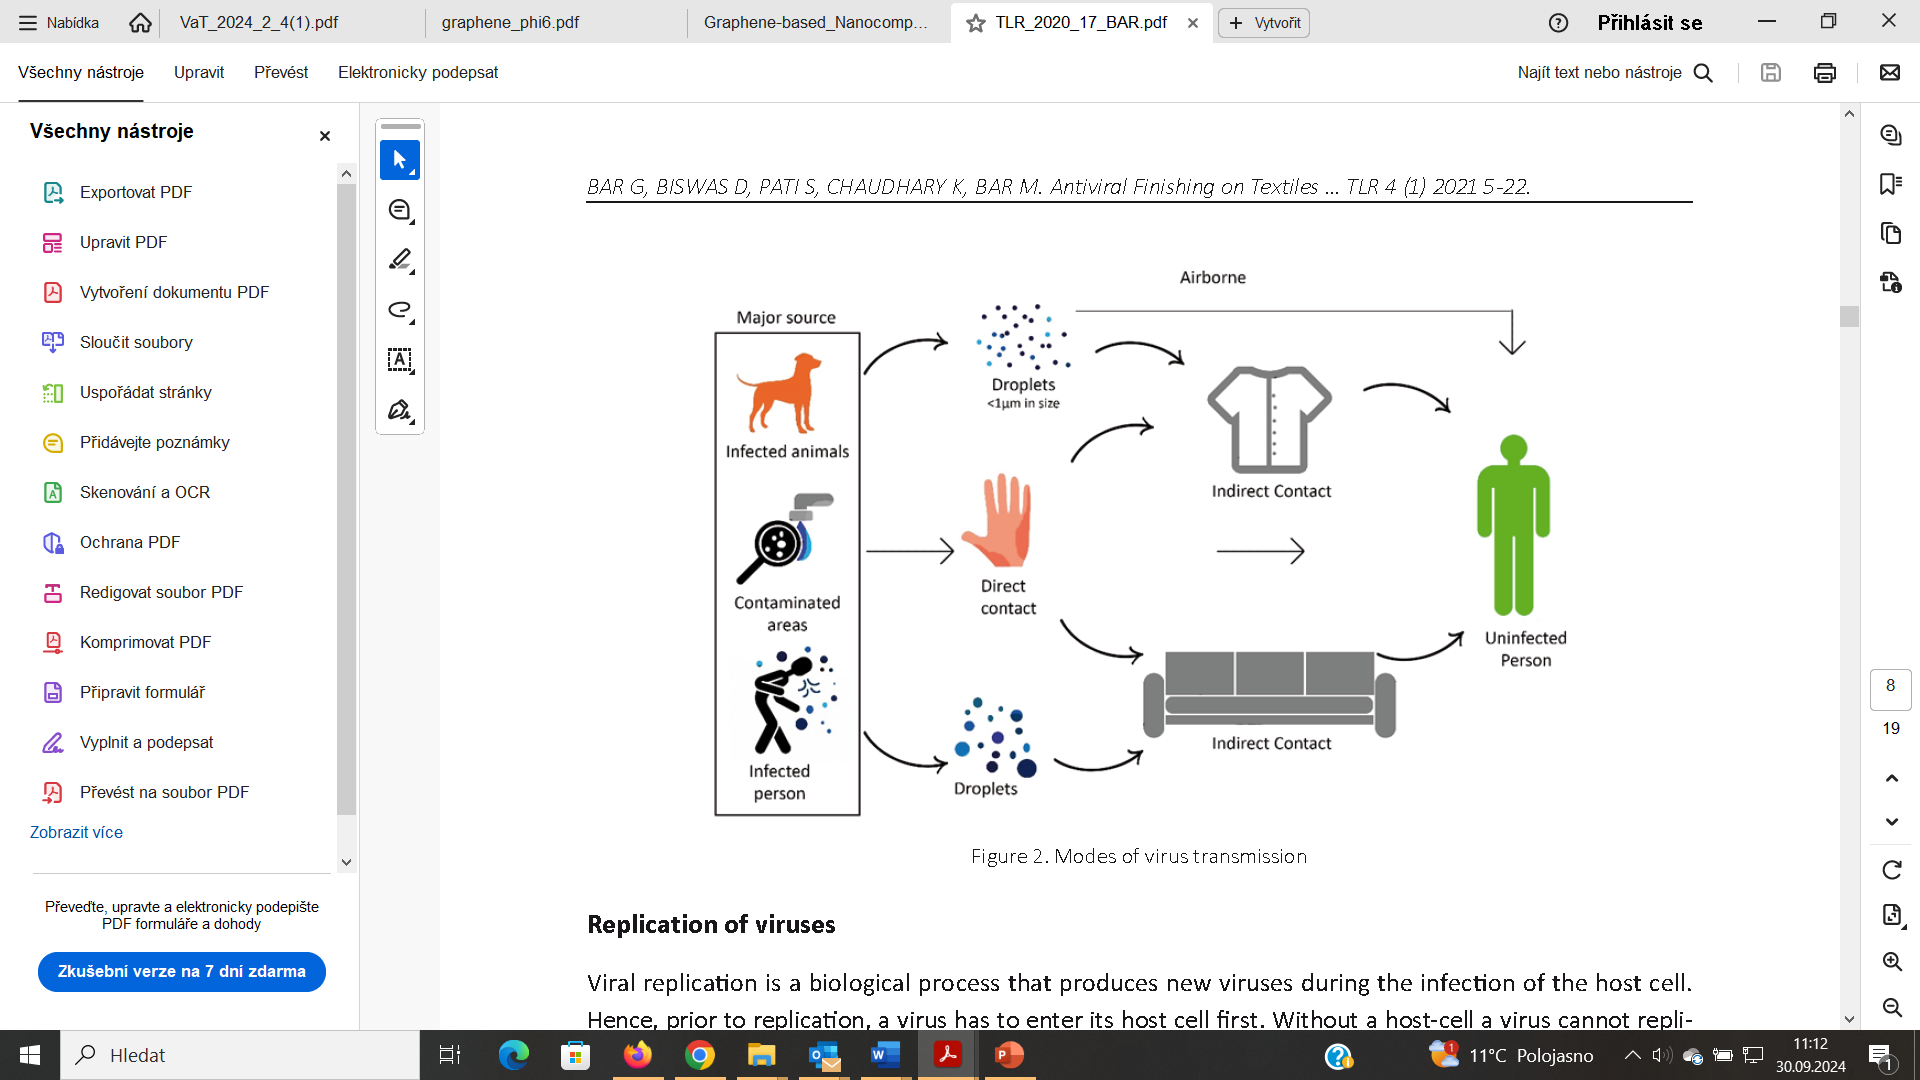 Nabídka
VaT_2024_2_4(1).pdf
graphene_phi6.pdf
Graphene-based_Nanocomp...
TLR_2020_17_BAR.pdf
Vytvořit
Přihlásit se
Všechny nástroje
Upravit
Převést
Elektronicky podepsat
Najít text nebo nástroje
Všechny nástroje
Exportovat PDF
Upravit PDF
Vytvoření dokumentu PDF
Sloučit soubory
Uspořádat stránky
Přidávejte poznámky
Skenování a OCR
Ochrana PDF
Redigovat soubor PDF
Komprimovat PDF
Připravit formulář
Vyplnit a podepsat
Převést na soubor PDF
Zobrazit více
Převeďte, upravte a elektronicky podepište
PDF formuláře a dohody
Zkušební verze na 7 dní zdarma
BAR G, BISWAS D, PATI S, CHAUDHARY K, BAR M. Antiviral Finishing on Textiles ... TLR 4 (1) 2021 5-22.
Airborne
Major source
Infected animals
Contaminated
areas
Infected
person
Droplets
<1µm in size
Direct
contact
Droplets
Indirect Contact
Indirect Contact
Uninfected
Person
Figure 2. Modes of virus transmission
Replication of viruses
Viral replication is a biological process that produces new viruses during the infection of the host cell.
Hence, prior to replication, a virus has to enter its host cell first. Without a host-cell a virus cannot repli-
8
19
Hledat
1
11°C Polojasno
11:12
30.09.2024
1